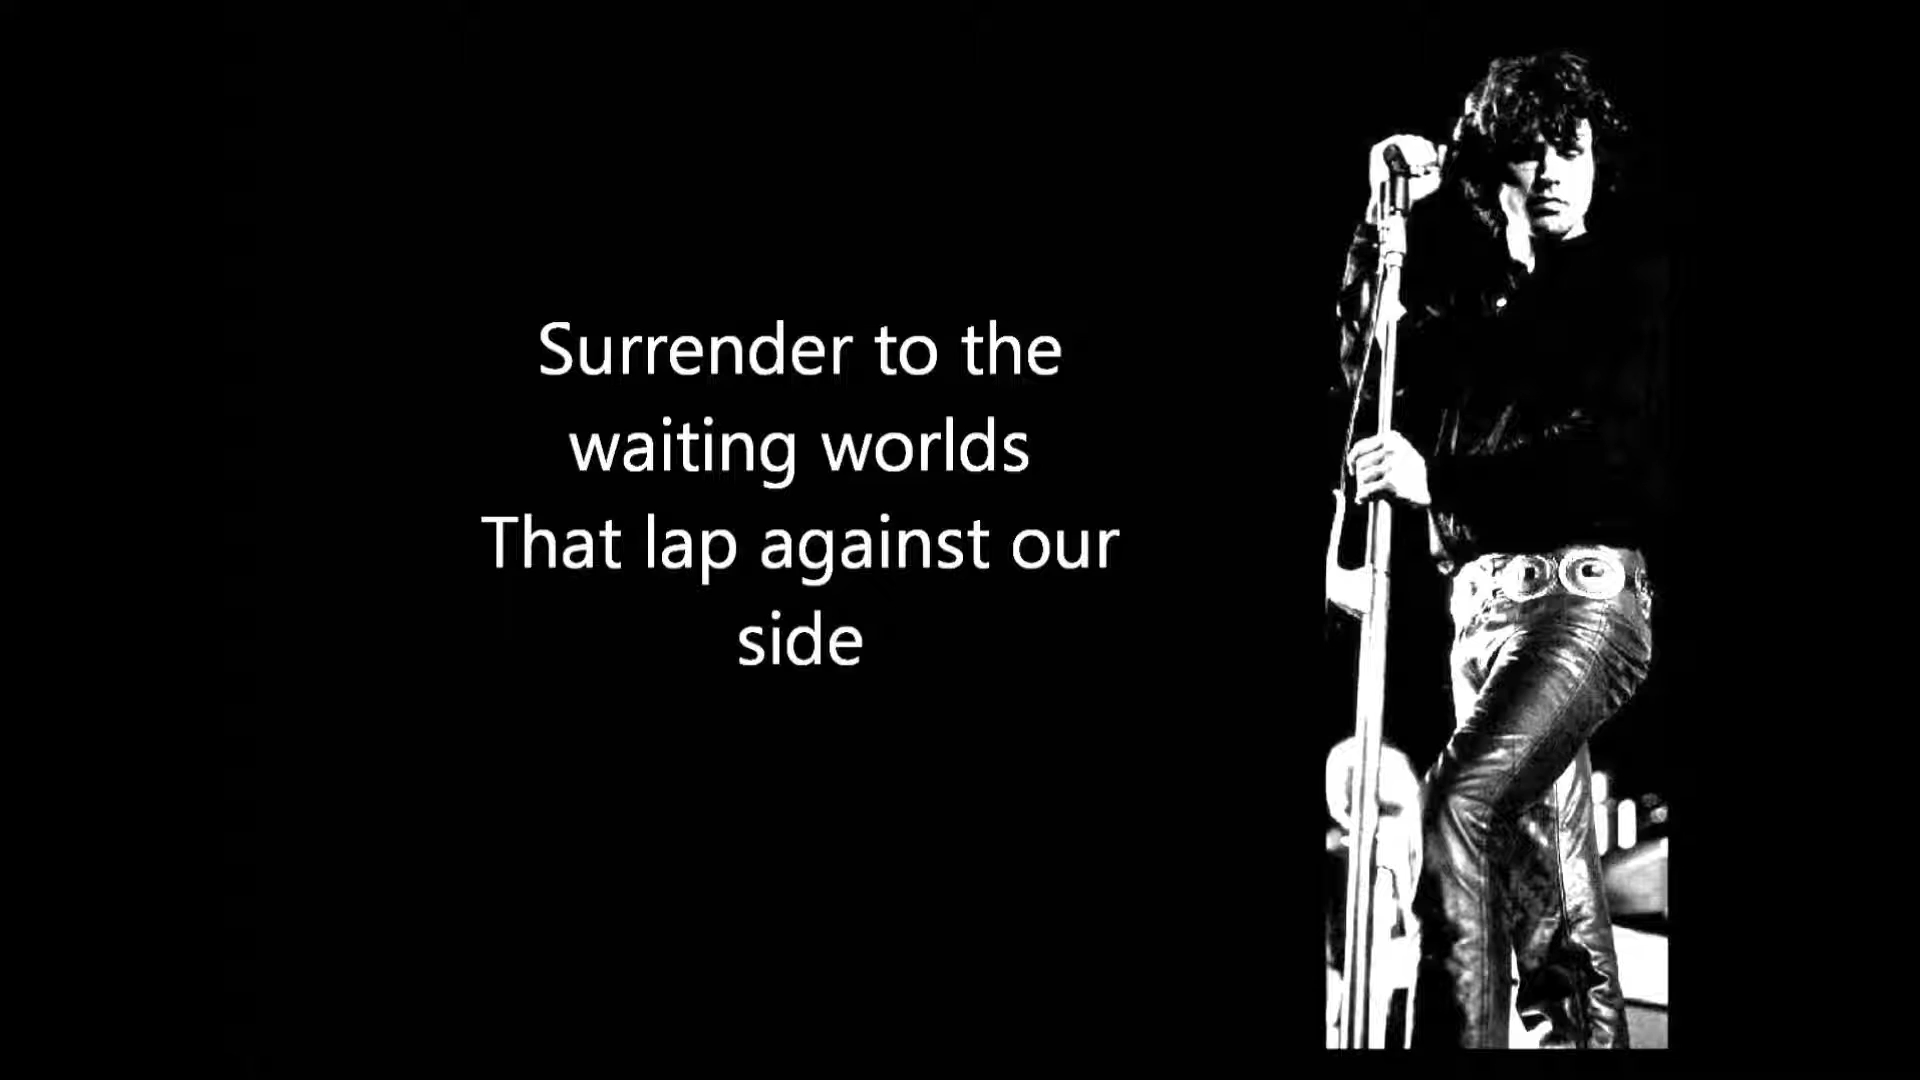 Surrender to the
waiting worlds
That lap against our
side